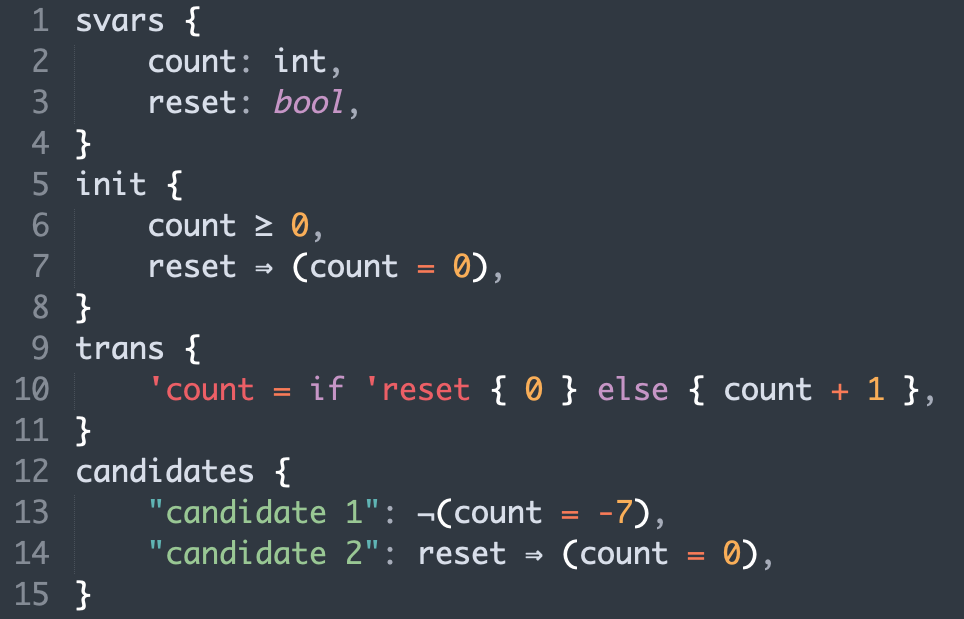 1 svars {
2     count: int,
3     reset: bool,
4 }
5 init {
6     count ≥ 0,
7     reset ⇒ (count = 0),
8 }
9 trans {
10     'count = if 'reset { 0 } else { count + 1 },
11 }
12 candidates {
13     "candidate 1": ¬(count = -7),
14     "candidate 2": reset ⇒ (count = 0),
15 }